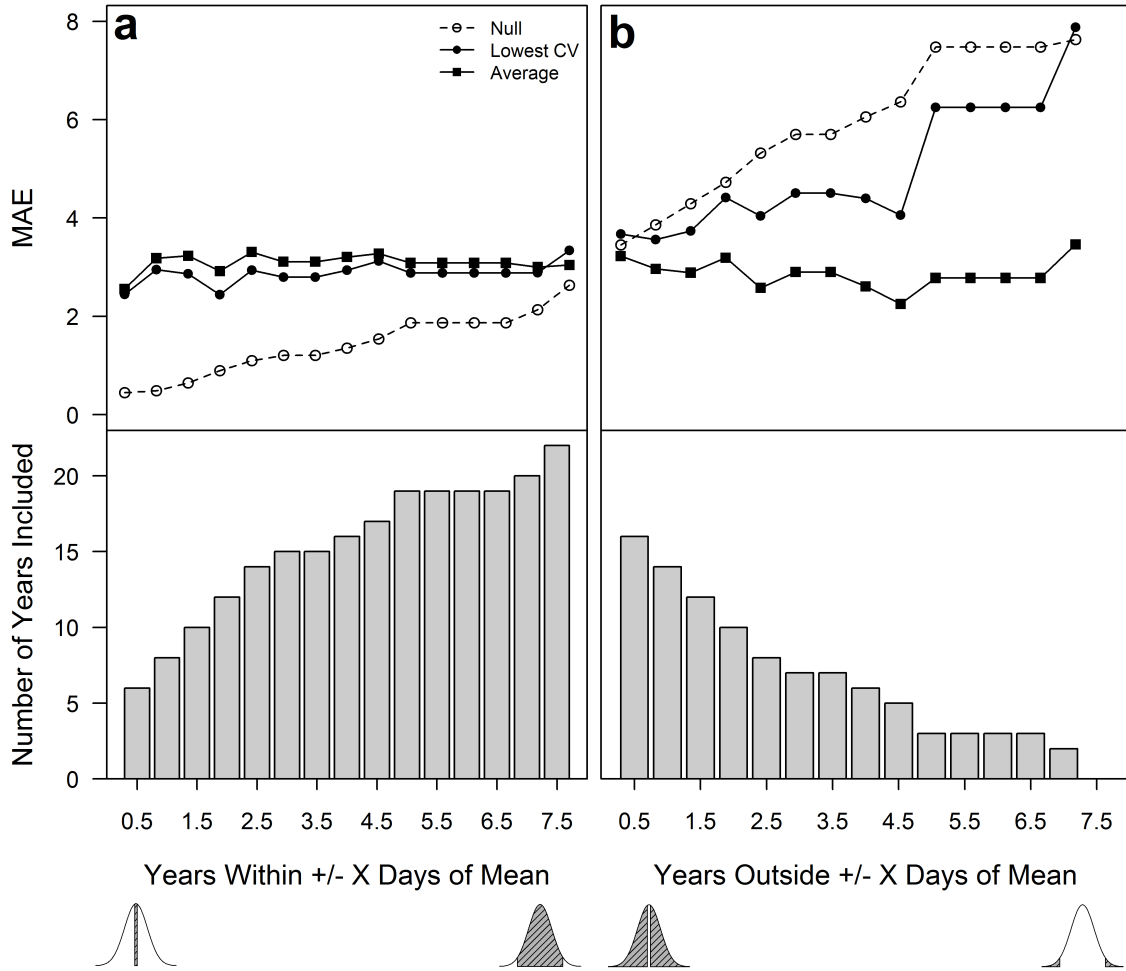 a
Null
Lowest CV
Average
b
MAE
8
6
4
2
0
Number of Years Included
20
15
10
5
0
0.5 1.5 2.5 3.5 4.5 5.5 6.5 7.5
0.5 1.5 2.5 3.5 4.5 5.5 6.5 7.5
Years Within +/- X Days of Mean
Years Outside +/- X Days of Mean